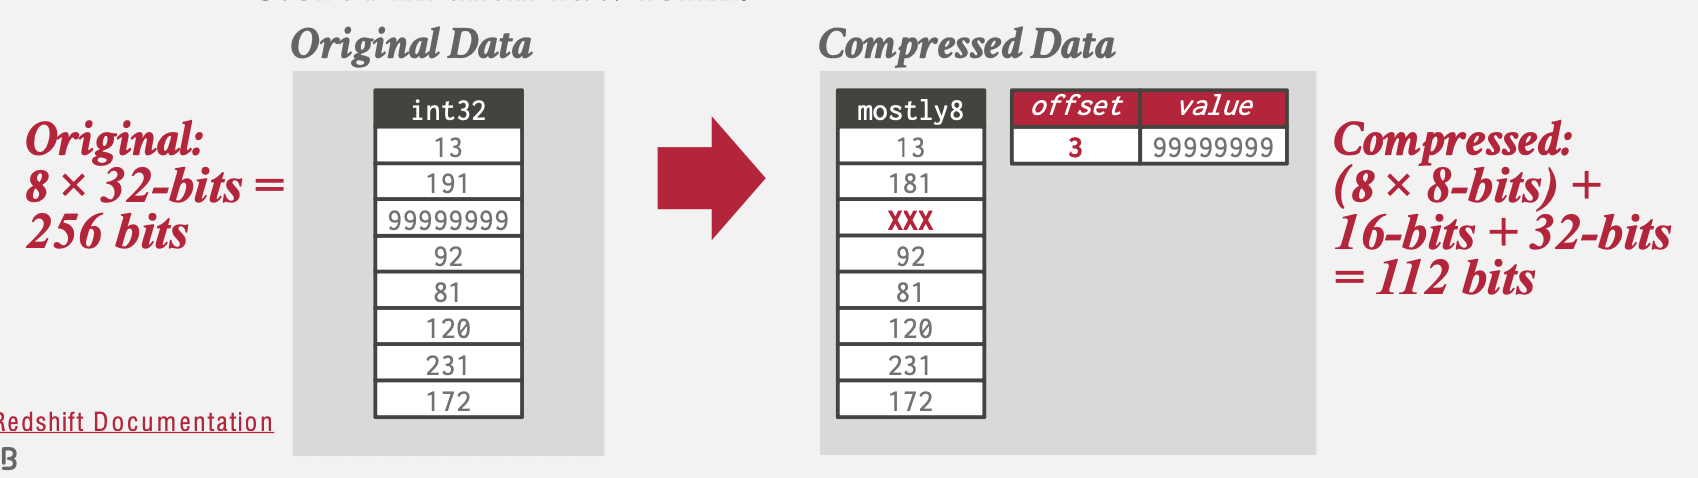 Original Data
Compressed Data
Original:
8 × 32-bits =
256 bits
int32
13
191
99999999
92
81
120
231
172
mostly8
13
181
XXX
92
81
120
231
172
offset value
3 99999999
Compressed:
(8 × 8-bits) +
16-bits + 32-bits
= 112 bits
Redshift Documentation
B